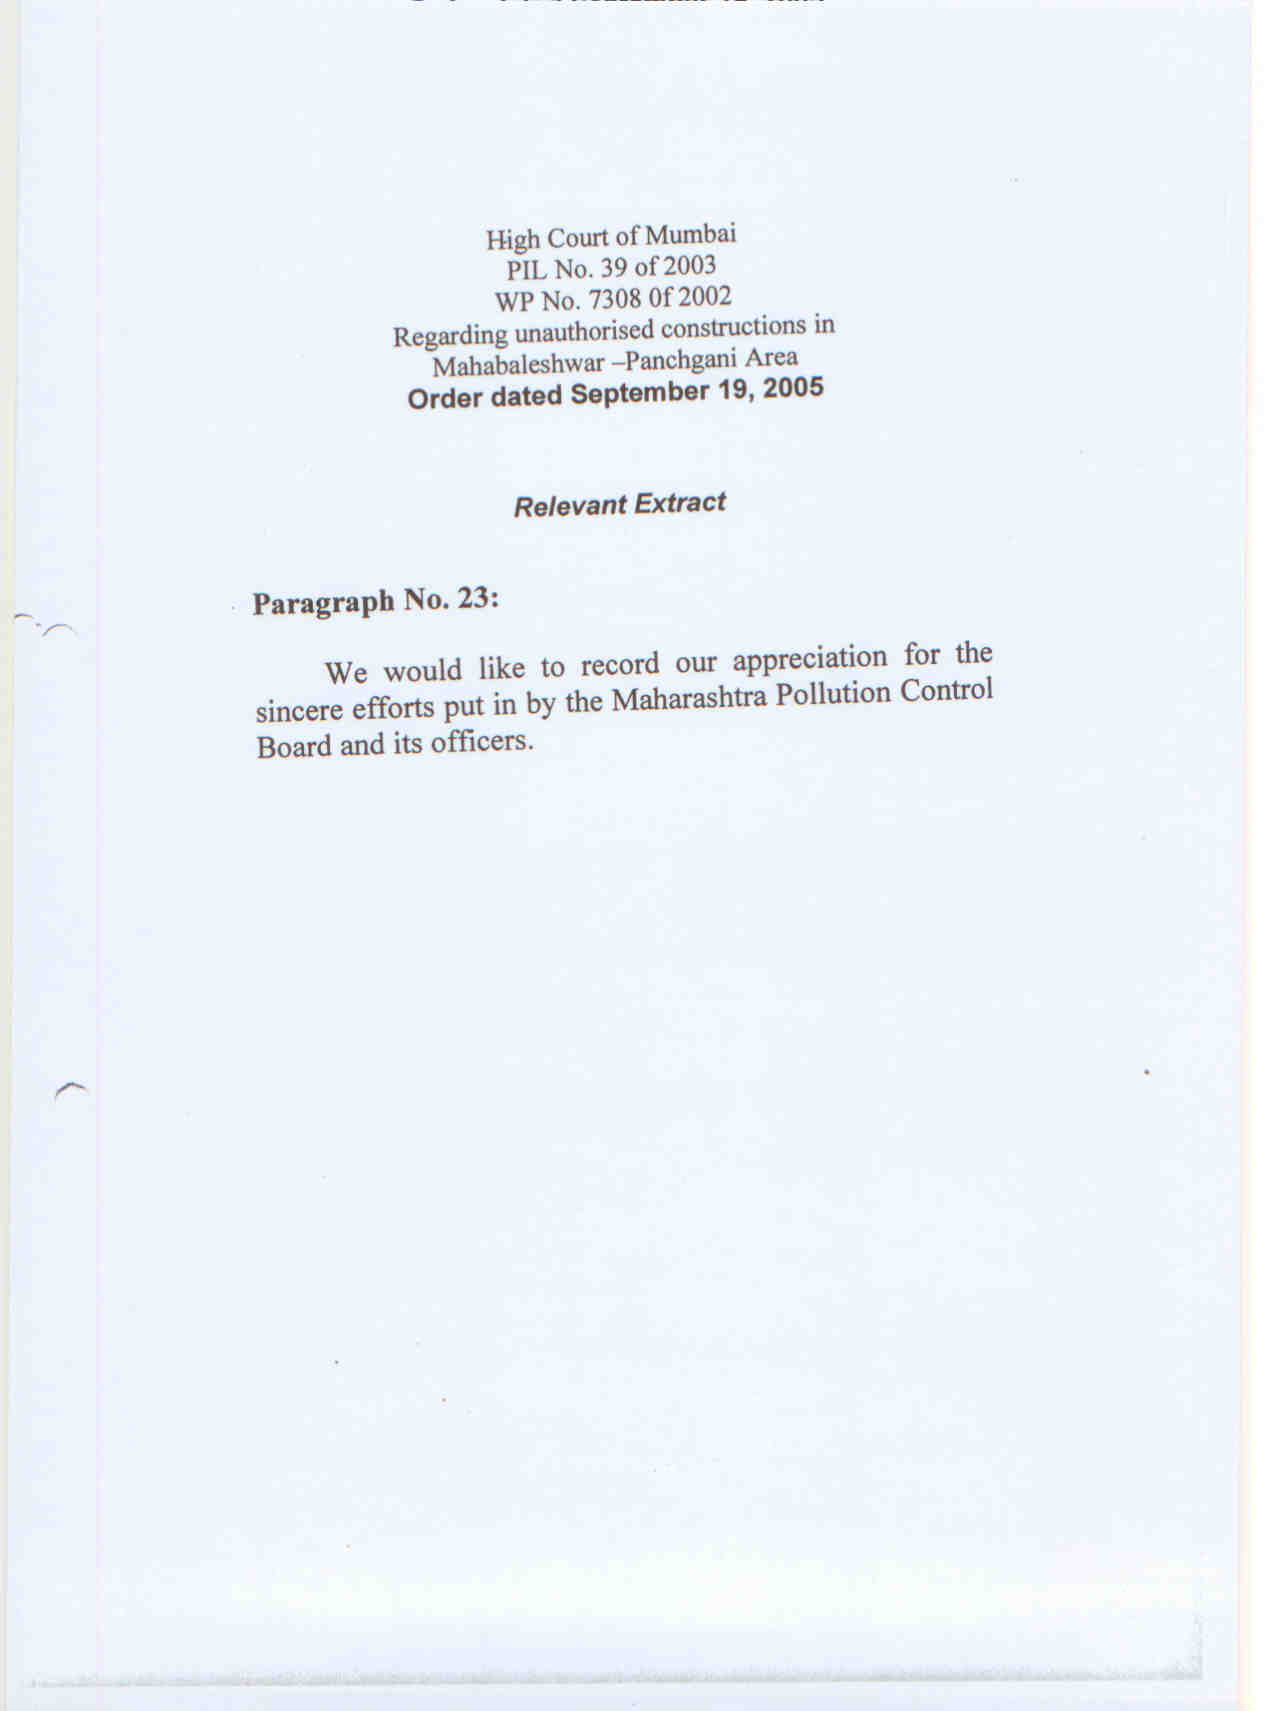 High Court of Mumbai
PIL No. 39 of 2003
WP No. 7308 0f 2002
Regarding unauthorised constructions in
Mahabaleshwar –Panchgani Area
Order dated September 19, 2005
Relevant Extract
Paragraph No. 23:
We would like to record our appreciation for the
sincere efforts put in by the Maharashtra Pollution Control
Board and its officers.